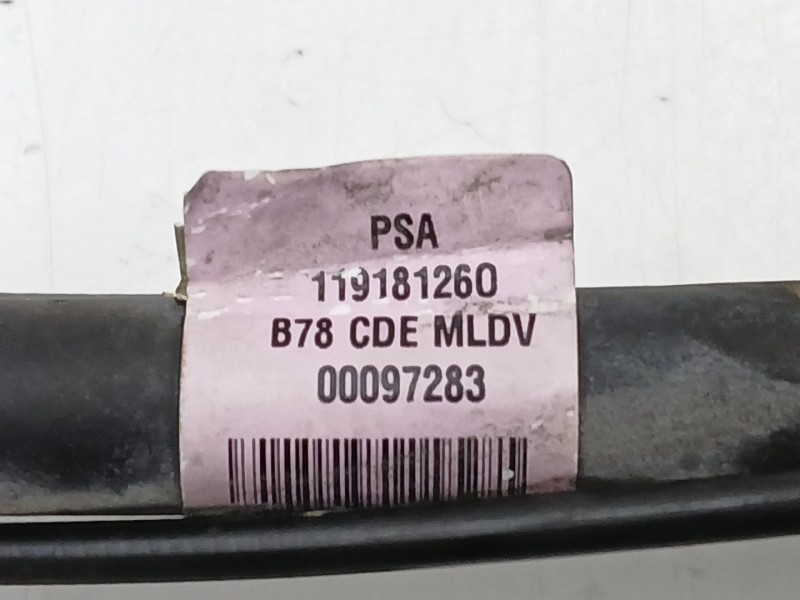 PSA
119181260
B78 CDE MLDV
00097283